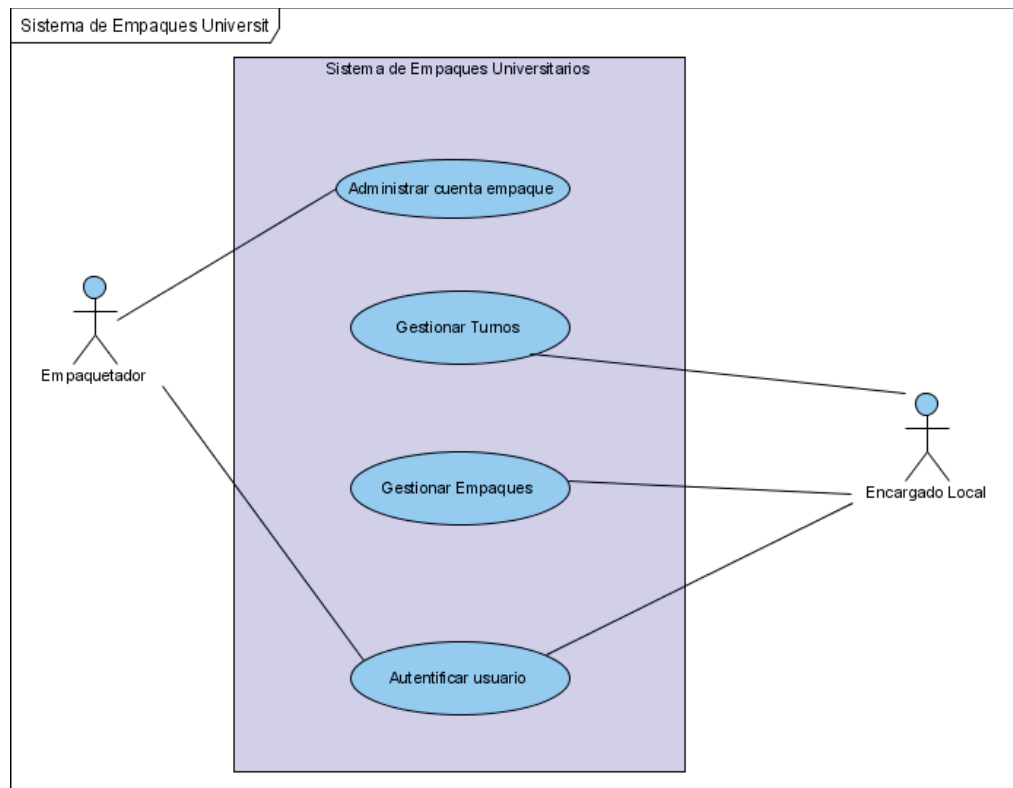 Sistema de Empaques Universit
Sistema de Empaques Universitarios
Administrar cuenta empaque
Gestionar Turnos
Empaquetador
Gestionar Empaques
Encargado Local
Autentificar usuario